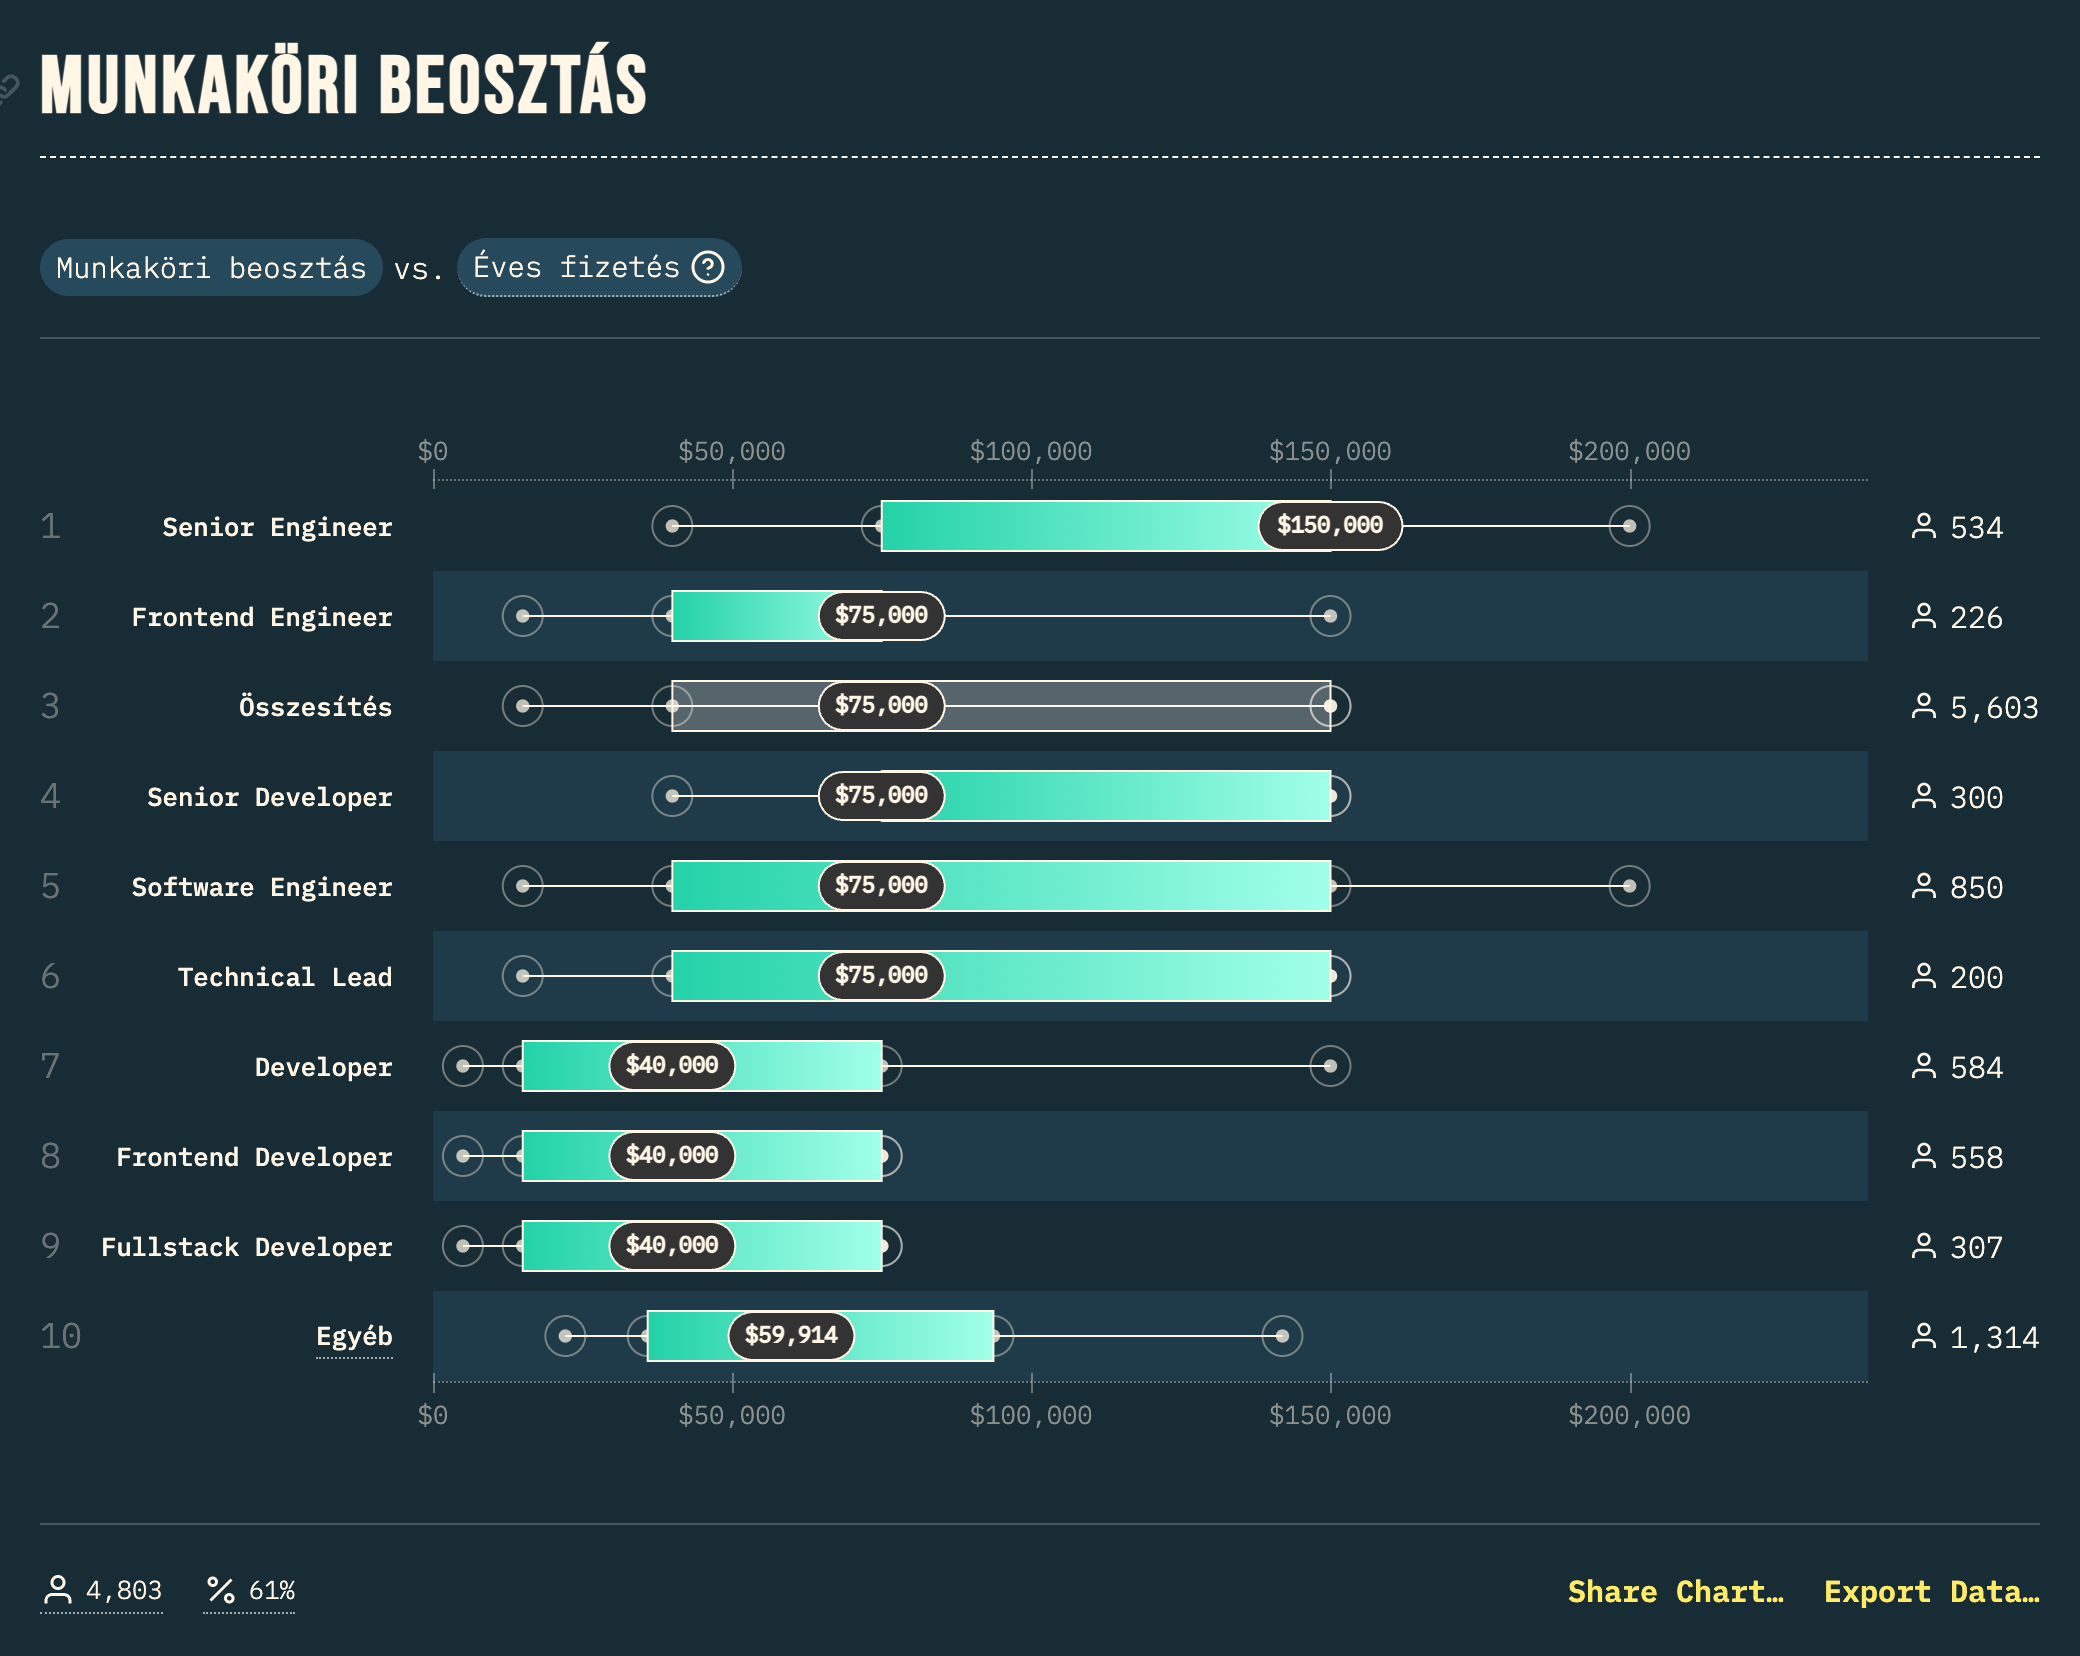 MUNKAKÖRI BEOSZTÁS
Munkaköri beosztás vs. Éves fizetés
$0 $50,000 $100,000 $150,000 $200,000
1 Senior Engineer $150,000 534
2 Frontend Engineer $75,000 226
3 Összesítés $75,000 5,603
4 Senior Developer $75,000 300
5 Software Engineer $75,000 850
6 Technical Lead $75,000 200
7 Developer $40,000 584
8 Frontend Developer $40,000 558
9 Fullstack Developer $40,000 307
10 Egyéb $59,914 1,314
$0 $50,000 $100,000 $150,000 $200,000
4,803 61% Share Chart… Export Data…